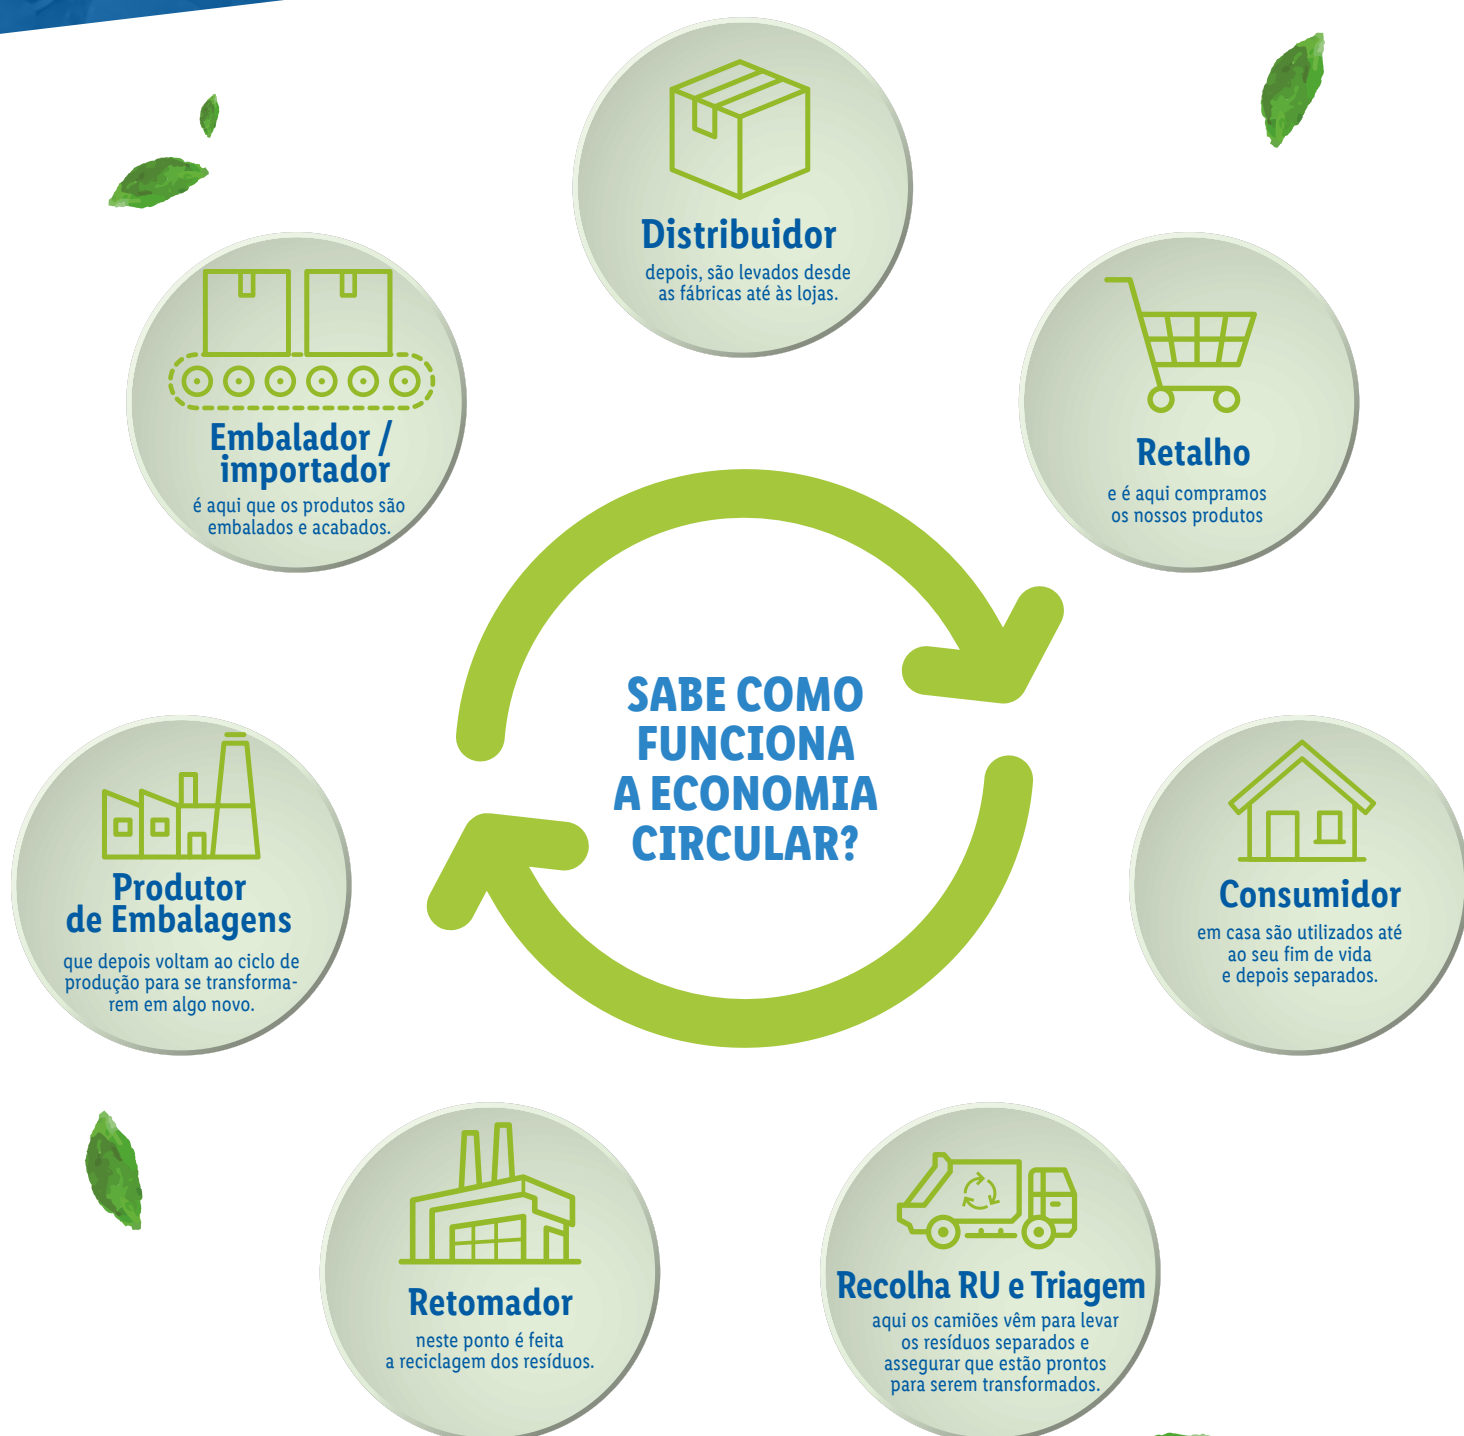 Distribuidor
depois, são levados desde
as fábricas até às lojas.
Embalador /
importador
é aqui que os produtos são
embalados e acabados.
Retalho
e é aqui compramos
os nossos produtos
SABE COMO
FUNCIONA
A ECONOMIA
CIRCULAR?
Produtor
de Embalagens
que depois voltam ao ciclo de
produção para se transforma-
rem em algo novo.
Consumidor
em casa são utilizados até
ao seu fim de vida
e depois separados.
Retomador
neste ponto é feita
a reciclagem dos resíduos.
Recolha RU e Triagem
aqui os camiões vêm para levar
os resíduos separados e
assegurar que estão prontos
para serem transformados.